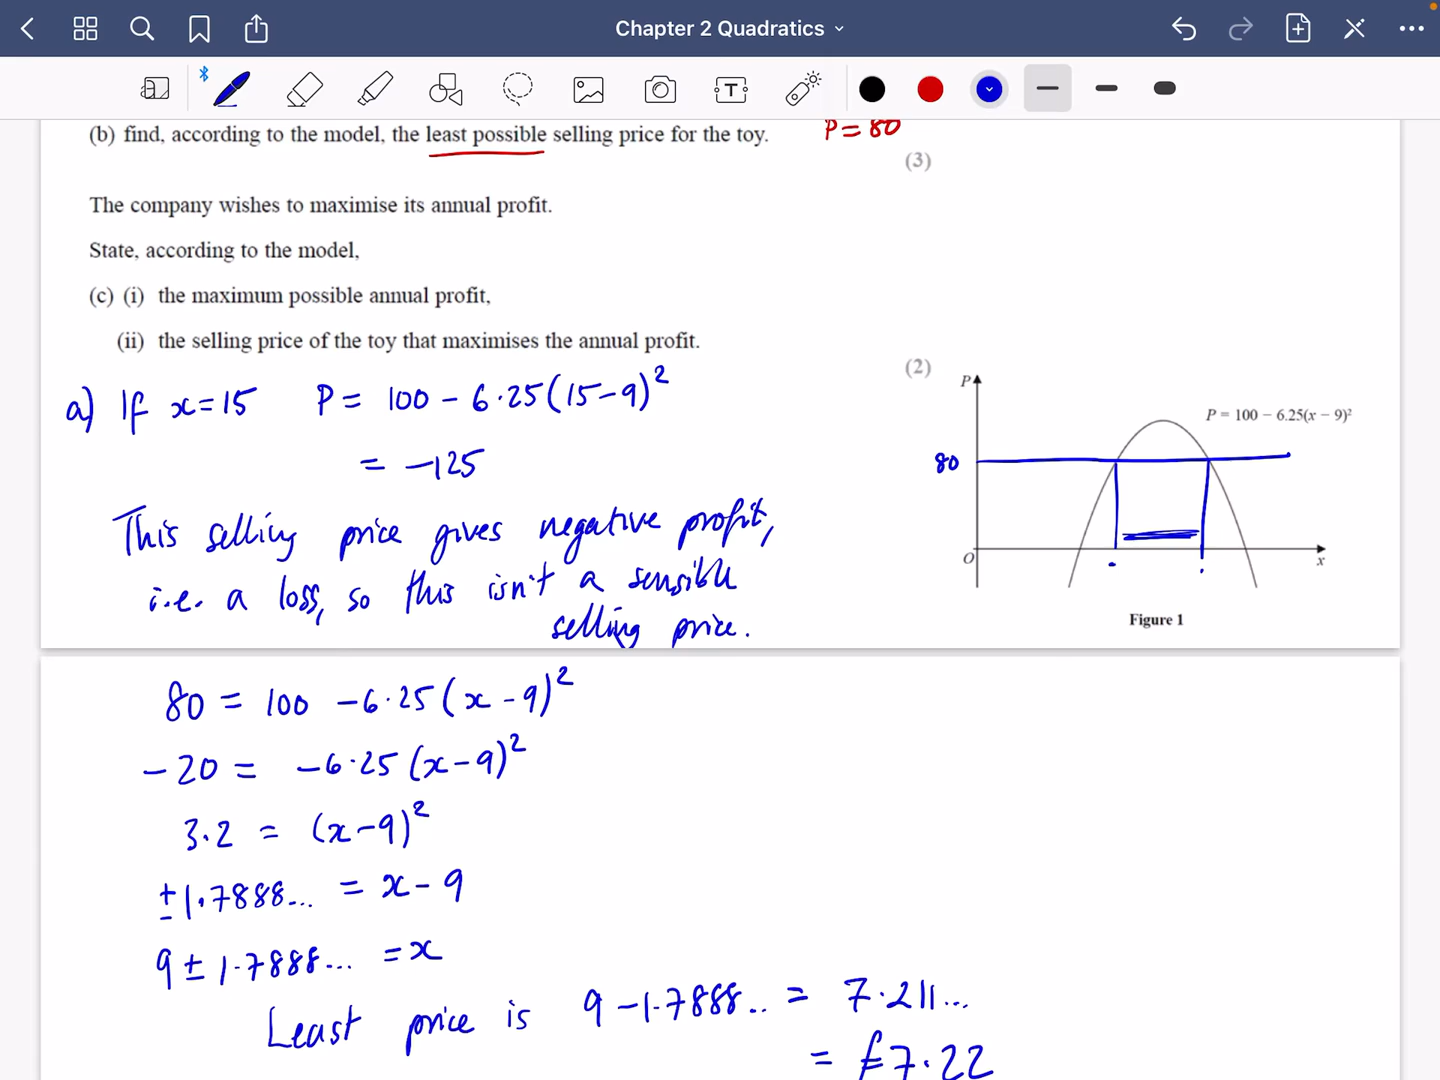 Chapter 2 Quadratics
T
(b) find, according to the model, the least possible selling price for the toy.
P = 80
(3)
The company wishes to maximise its annual profit.
State, according to the model,
(c) (i) the maximum possible annual profit,
(ii) the selling price of the toy that maximises the annual profit.
(2)
a) If x = 15 P = 100 - 6.25(15-9)²
= -125
This selling price gives negative profit,
i.e. a loss, so this isn't a sensible
selling price.
P
P = 100 − 6.25(x − 9)²
80
O
x
Figure 1
80 = 100 - 6.25(x - 9)²
-20 = -6.25(x - 9)²
3.2 = (x - 9)²
±1.7888... = x - 9
9 ± 1.7888... = x
Least price is 9 - 1.7888.. = 7.211...
= £7.22